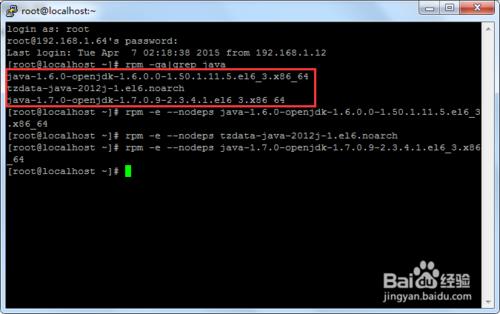 root@localhost:~
login as: root
root@192.168.1.64's password:
Last login: Tue Apr  7 02:18:38 2015 from 192.168.1.12
[root@localhost ~]# rpm -qa|grep java
java-1.6.0-openjdk-1.6.0.0-1.50.1.11.5.el6_3.x86_64
tzdata-java-2012j-1.el6.noarch
java-1.7.0-openjdk-1.7.0.9-2.3.4.1.el6_3.x86_64
[root@localhost ~]# rpm -e --nodeps java-1.6.0-openjdk-1.6.0.0-1.50.1.11.5.el6_3
.x86_64
[root@localhost ~]# rpm -e --nodeps tzdata-java-2012j-1.el6.noarch
[root@localhost ~]# rpm -e --nodeps java-1.7.0-openjdk-1.7.0.9-2.3.4.1.el6_3.x86
_64
[root@localhost ~]#
Bai du 经验
jingyan.baidu.com